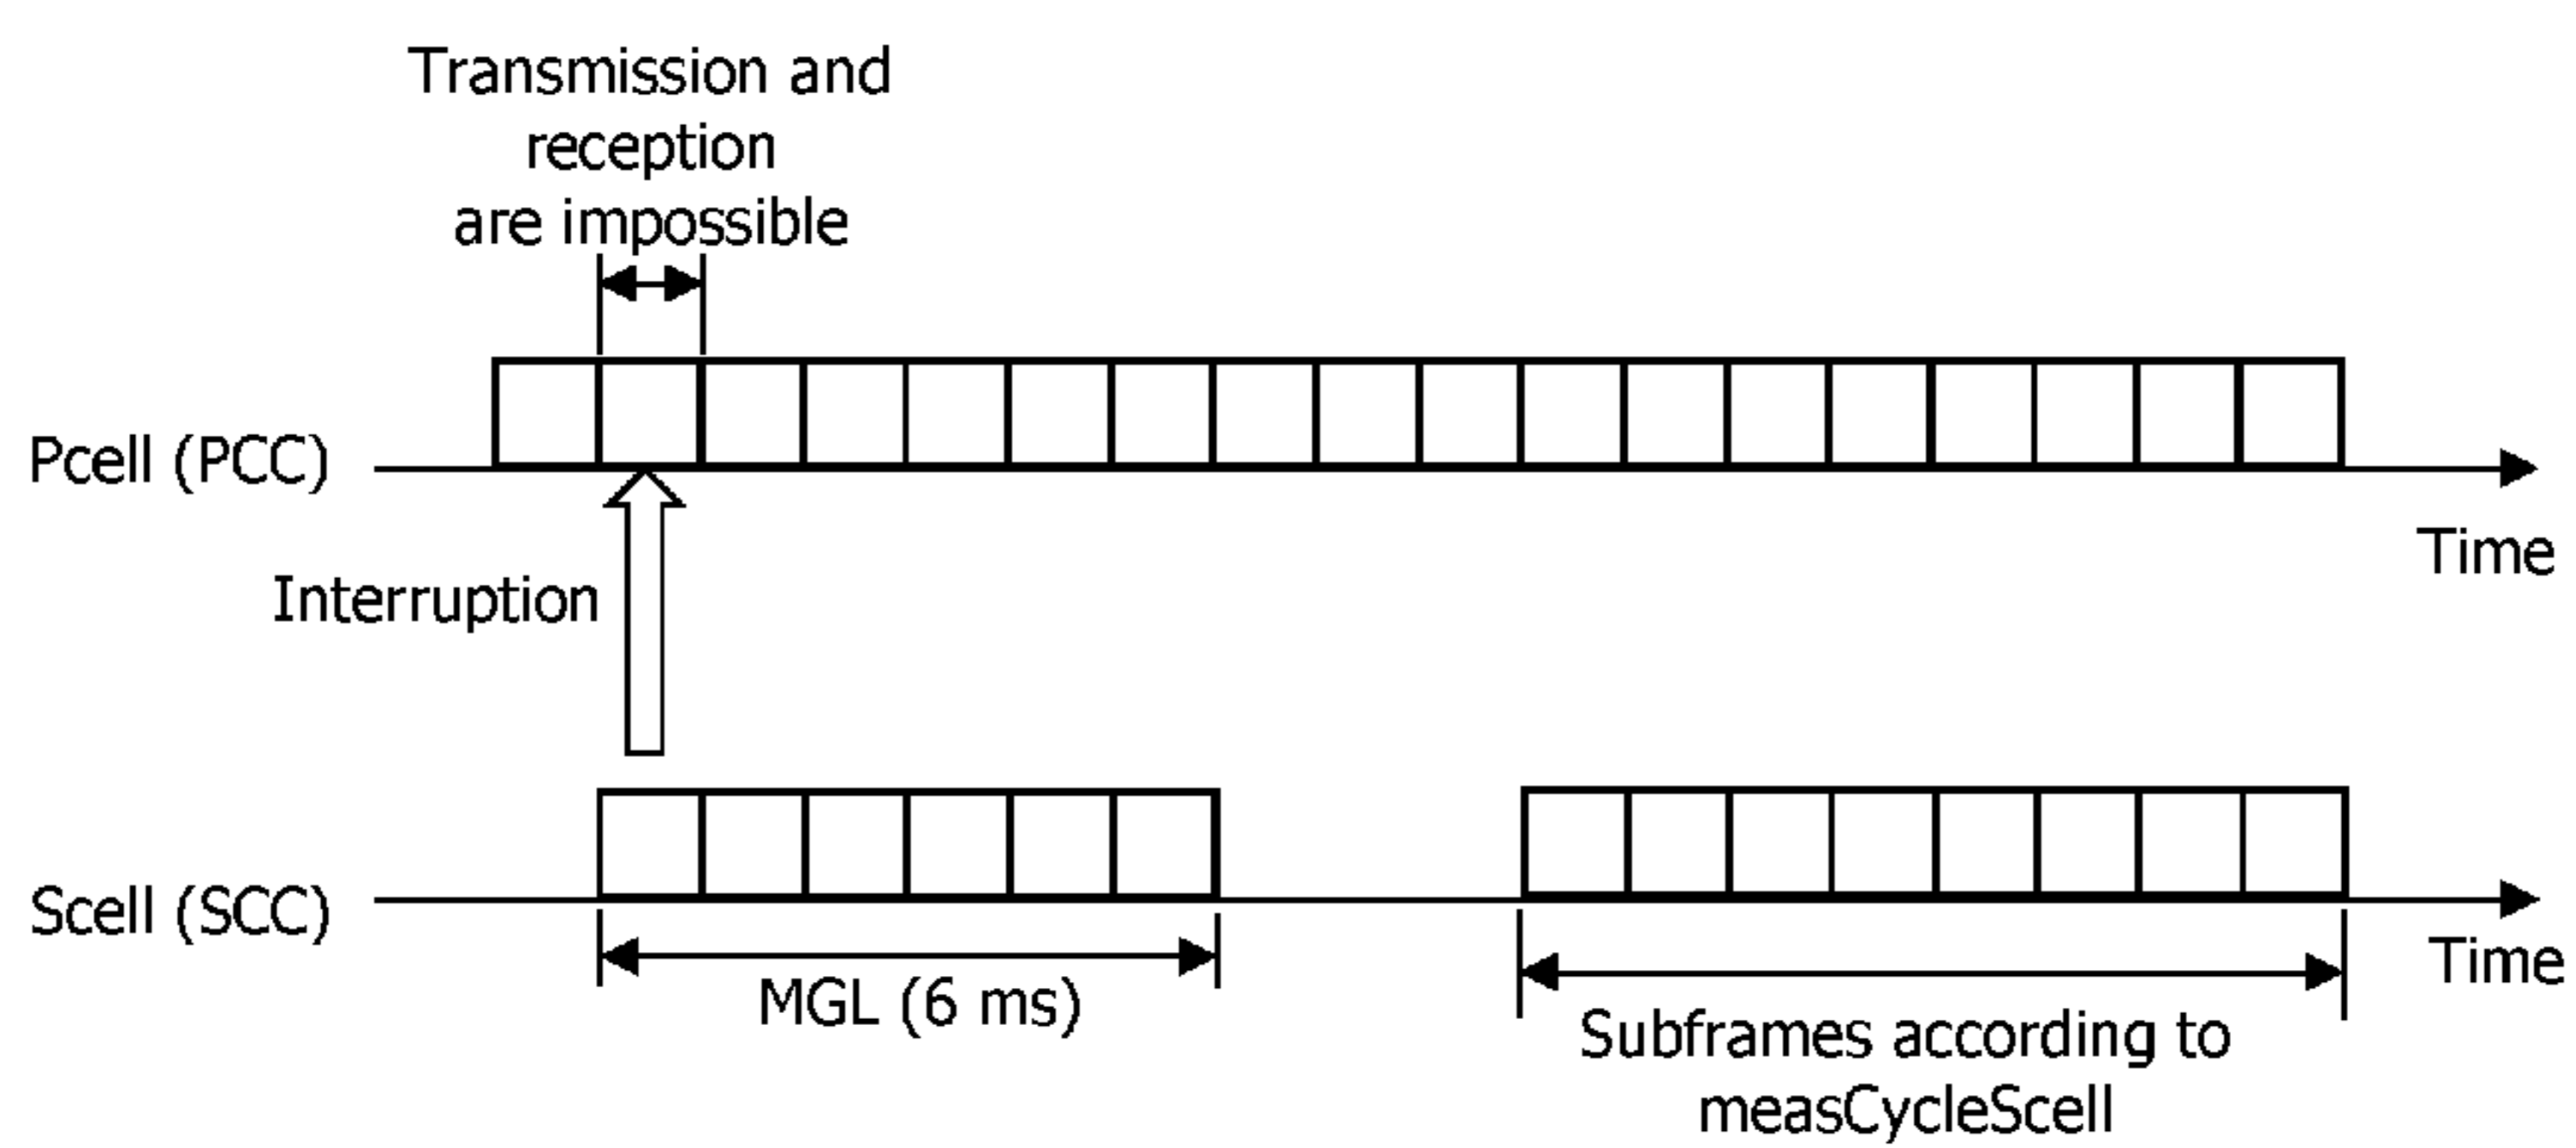 Transmission and
reception
are impossible
Pcell (PCC)
Time
Interruption
Scell (SCC)
Time
MGL (6 ms)
Subframes according to
measCycleScell